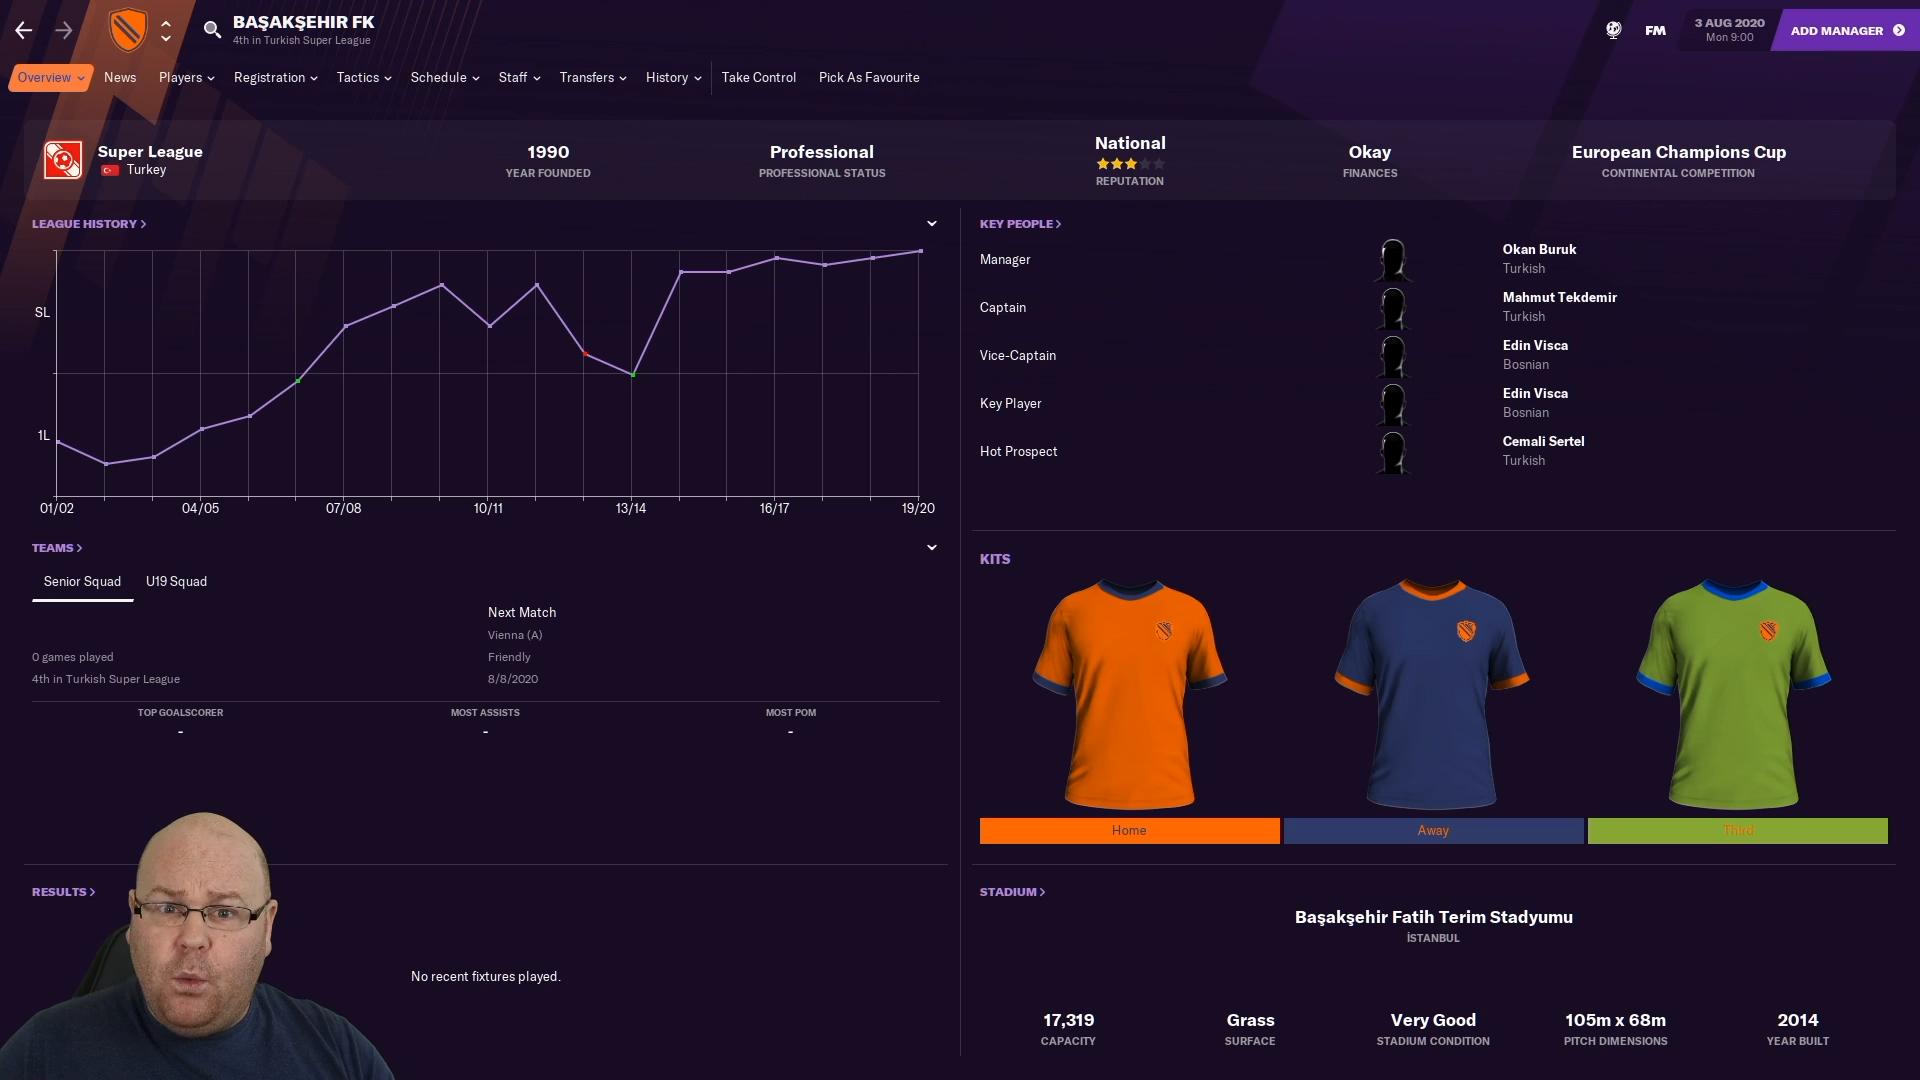 BAŞAKŞEHIR FK
4th in Turkish Super League
FM
3 AUG 2020
Mon 9:00
ADD MANAGER
Overview
News
Players
Registration
Tactics
Schedule
Staff
Transfers
History
Take Control
Pick As Favourite
Super League
Turkey
1990
YEAR FOUNDED
Professional
PROFESSIONAL STATUS
National
REPUTATION
Okay
FINANCES
European Champions Cup
CONTINENTAL COMPETITION
LEAGUE HISTORY
SL
1L
01/02 04/05 07/08 10/11 13/14 16/17 19/20
TEAMS
Senior Squad
U19 Squad
Next Match
Vienna (A)
0 games played
Friendly
4th in Turkish Super League
8/8/2020
TOP GOALSCORER
-
MOST ASSISTS
-
MOST POM
-
RESULTS
No recent fixtures played.
KEY PEOPLE
Manager
Okan Buruk
Turkish
Captain
Mahmut Tekdemir
Turkish
Vice-Captain
Edin Visca
Bosnian
Key Player
Edin Visca
Bosnian
Hot Prospect
Cemali Sertel
Turkish
KITS
Home
Away
Third
STADIUM
Başakşehir Fatih Terim Stadyumu
İSTANBUL
17,319
CAPACITY
Grass
SURFACE
Very Good
STADIUM CONDITION
105m x 68m
PITCH DIMENSIONS
2014
YEAR BUILT